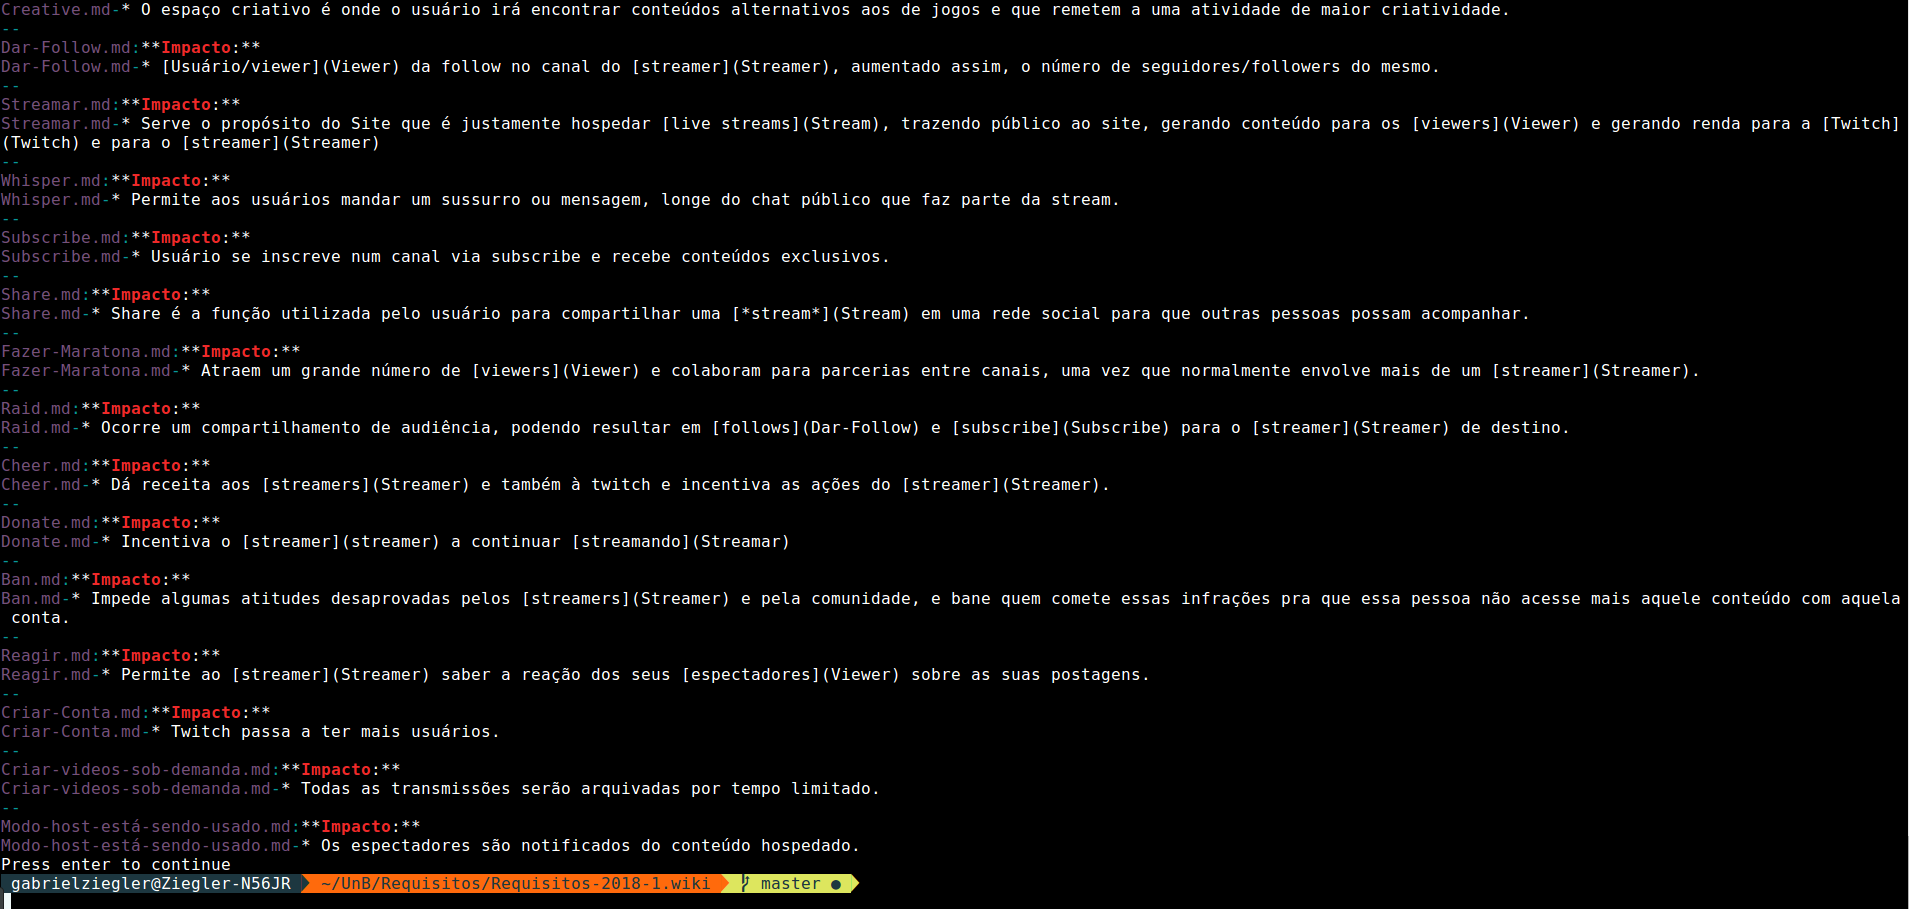 Creative.md-* O espaço criativo é onde o usuário irá encontrar conteúdos alternativos aos de jogos e que remetem a uma atividade de maior criatividade.
--
Dar-Follow.md:**Impacto:**
Dar-Follow.md-* [Usuário/viewer](Viewer) da follow no canal do [streamer](Streamer), aumentado assim, o número de seguidores/followers do mesmo.
--
Streamar.md:**Impacto:**
Streamar.md-* Serve o propósito do Site que é justamente hospedar [live streams](Stream), trazendo público ao site, gerando conteúdo para os [viewers](Viewer) e gerando renda para a [Twitch]
(Twitch) e para o [streamer](Streamer)
--
Whisper.md:**Impacto:**
Whisper.md-* Permite aos usuários mandar um sussurro ou mensagem, longe do chat público que faz parte da stream.
--
Subscribe.md:**Impacto:**
Subscribe.md-* Usuário se inscreve num canal via subscribe e recebe conteúdos exclusivos.
--
Share.md:**Impacto:**
Share.md-* Share é a função utilizada pelo usuário para compartilhar uma [*stream*](Stream) em uma rede social para que outras pessoas possam acompanhar.
--
Fazer-Maratona.md:**Impacto:**
Fazer-Maratona.md-* Atraem um grande número de [viewers](Viewer) e colaboram para parcerias entre canais, uma vez que normalmente envolve mais de um [streamer](Streamer).
--
Raid.md:**Impacto:**
Raid.md-* Ocorre um compartilhamento de audiência, podendo resultar em [follows](Dar-Follow) e [subscribe](Subscribe) para o [streamer](Streamer) de destino.
--
Cheer.md:**Impacto:**
Cheer.md-* Dá receita aos [streamers](Streamer) e também à twitch e incentiva as ações do [streamer](Streamer).
--
Donate.md:**Impacto:**
Donate.md-* Incentiva o [streamer](streamer) a continuar [streamando](Streamar)
--
Ban.md:**Impacto:**
Ban.md-* Impede algumas atitudes desaprovadas pelos [streamers](Streamer) e pela comunidade, e bane quem comete essas infrações pra que essa pessoa não acesse mais aquele conteúdo com aquela
 conta.
--
Reagir.md:**Impacto:**
Reagir.md-* Permite ao [streamer](Streamer) saber a reação dos seus [espectadores](Viewer) sobre as suas postagens.
--
Criar-Conta.md:**Impacto:**
Criar-Conta.md-* Twitch passa a ter mais usuários.
--
Criar-videos-sob-demanda.md:**Impacto:**
Criar-videos-sob-demanda.md-* Todas as transmissões serão arquivadas por tempo limitado.
--
Modo-host-está-sendo-usado.md:**Impacto:**
Modo-host-está-sendo-usado.md-* Os espectadores são notificados do conteúdo hospedado.
Press enter to continue
gabrielziegler@Ziegler-N56JR ~/UnB/Requisitos/Requisitos-2018-1.wiki master ●